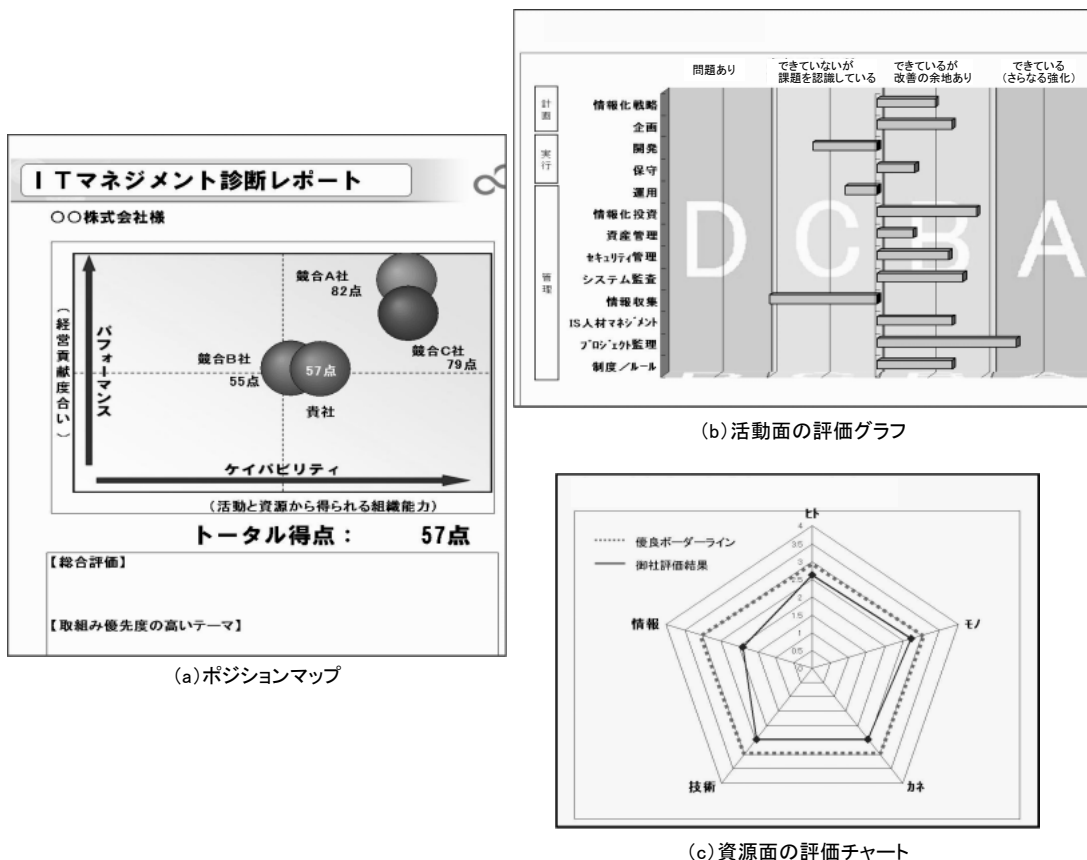 ITマネジメント診断レポート
○○株式会社様
パフォーマンス
（経営貢献度合い）
競合A社
82点
競合C社
79点
競合B社
55点
57点
貴社
ケイパビリティ
（活動と資源から得られる組織能力）
トータル得点： 57点
【総合評価】
【取組み優先度の高いテーマ】
(a)ポジションマップ
問題あり
できていないが
課題を認識している
できているが
改善の余地あり
できている
（さらなる強化）
計画
実行
管理
情報化戦略
企画
開発
保守
運用
情報化投資
資産管理
セキュリティ管理
システム監査
情報収集
IS人材マネジメント
プロジェクト監理
制度／ルール
D C B A
(b)活動面の評価グラフ
優良ボーダーライン
御社評価結果
ヒト
モノ
カネ
技術
情報
4
3.5
3
2.5
2
1.5
1
0.5
0
(c)資源面の評価チャート